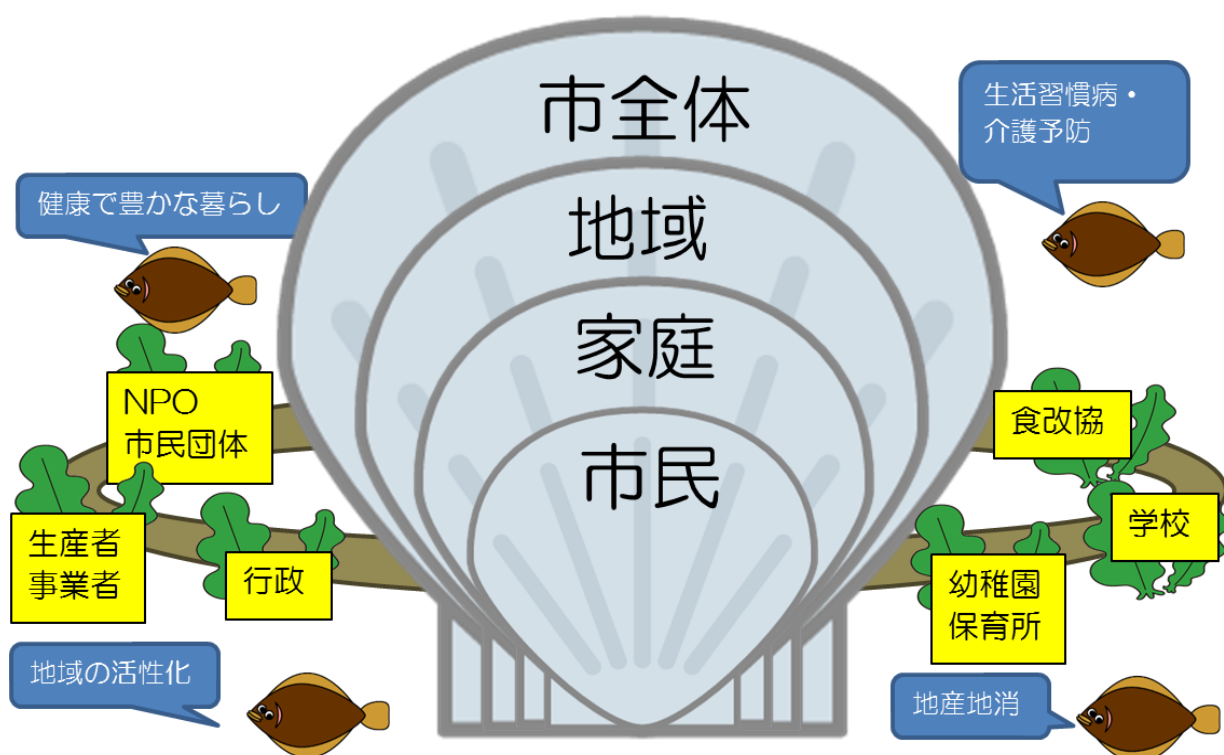 市全体
地域
家庭
市民
生活習慣病・
介護予防
健康で豊かな暮らし
NPO
市民団体
食改協
生産者
事業者
行政
学校
幼稚園
保育所
地域の活性化
地産地消